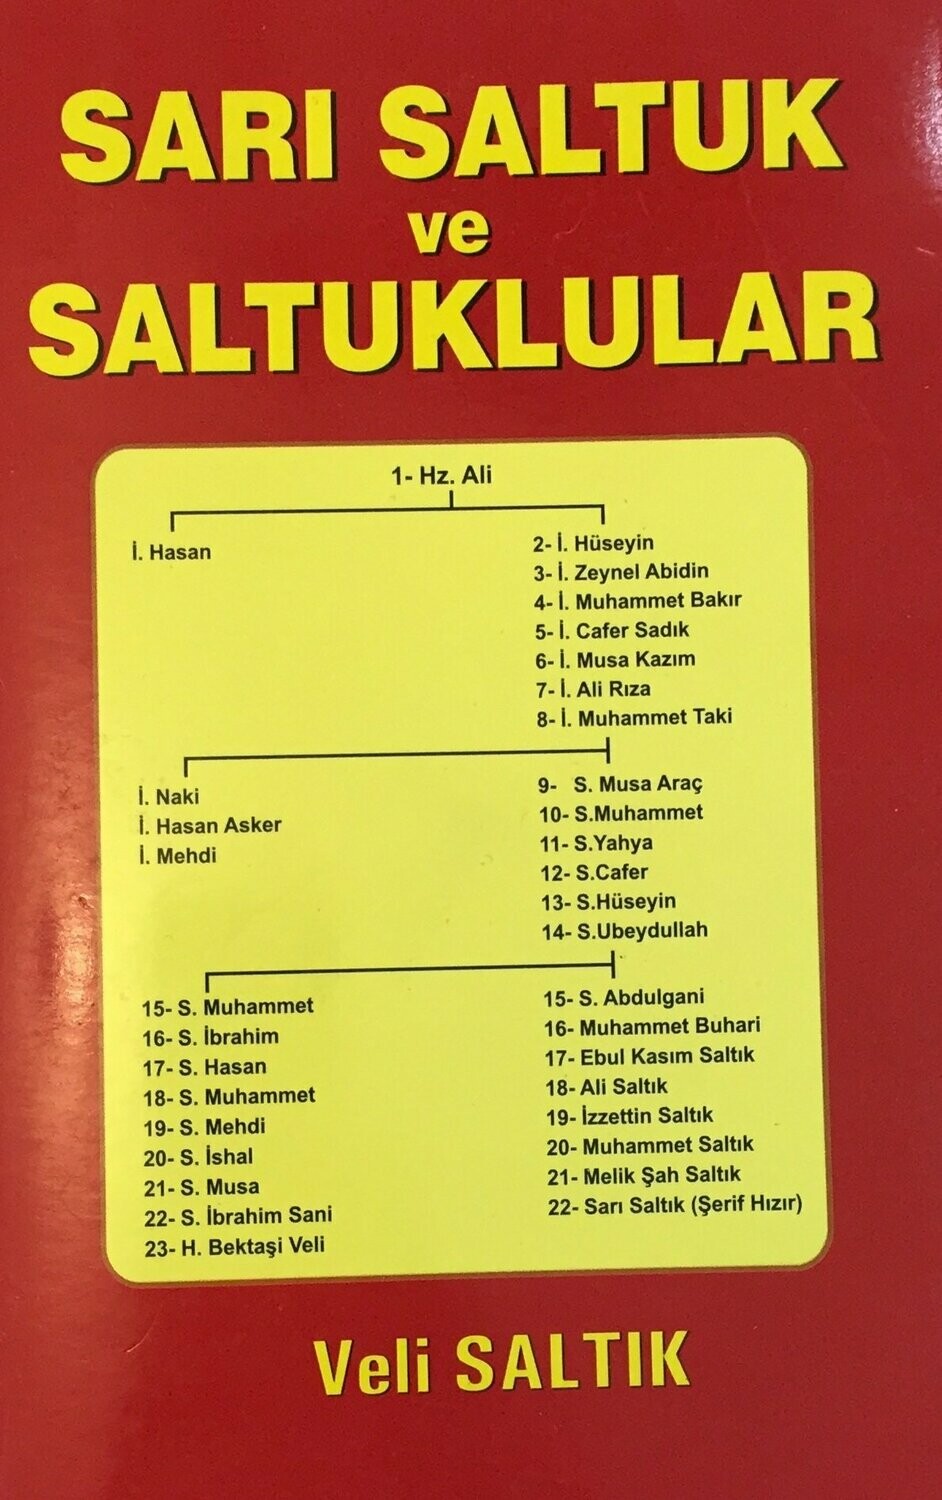 SARI SALTUK
ve
SALTUKLULAR
1- Hz. Ali
İ. Hasan
2- İ. Hüseyin
3- İ. Zeynel Abidin
4- İ. Muhammet Bakır
5- İ. Cafer Sadık
6- İ. Musa Kazım
7- İ. Ali Rıza
8- İ. Muhammet Taki
İ. Naki
İ. Hasan Asker
İ. Mehdi
9- S. Musa Araç
10- S.Muhammet
11- S.Yahya
12- S.Cafer
13- S.Hüseyin
14- S.Ubeydullah
15- S. Muhammet
16- S. İbrahim
17- S. Hasan
18- S. Muhammet
19- S. Mehdi
20- S. İshal
21- S. Musa
22- S. İbrahim Sani
23- H. Bektaşi Veli
15- S. Abdulgani
16- Muhammet Buhari
17- Ebul Kasım Saltık
18- Ali Saltık
19- İzzettin Saltık
20- Muhammet Saltık
21- Melik Şah Saltık
22- Sarı Saltık (Şerif Hızır)
Veli SALTIK